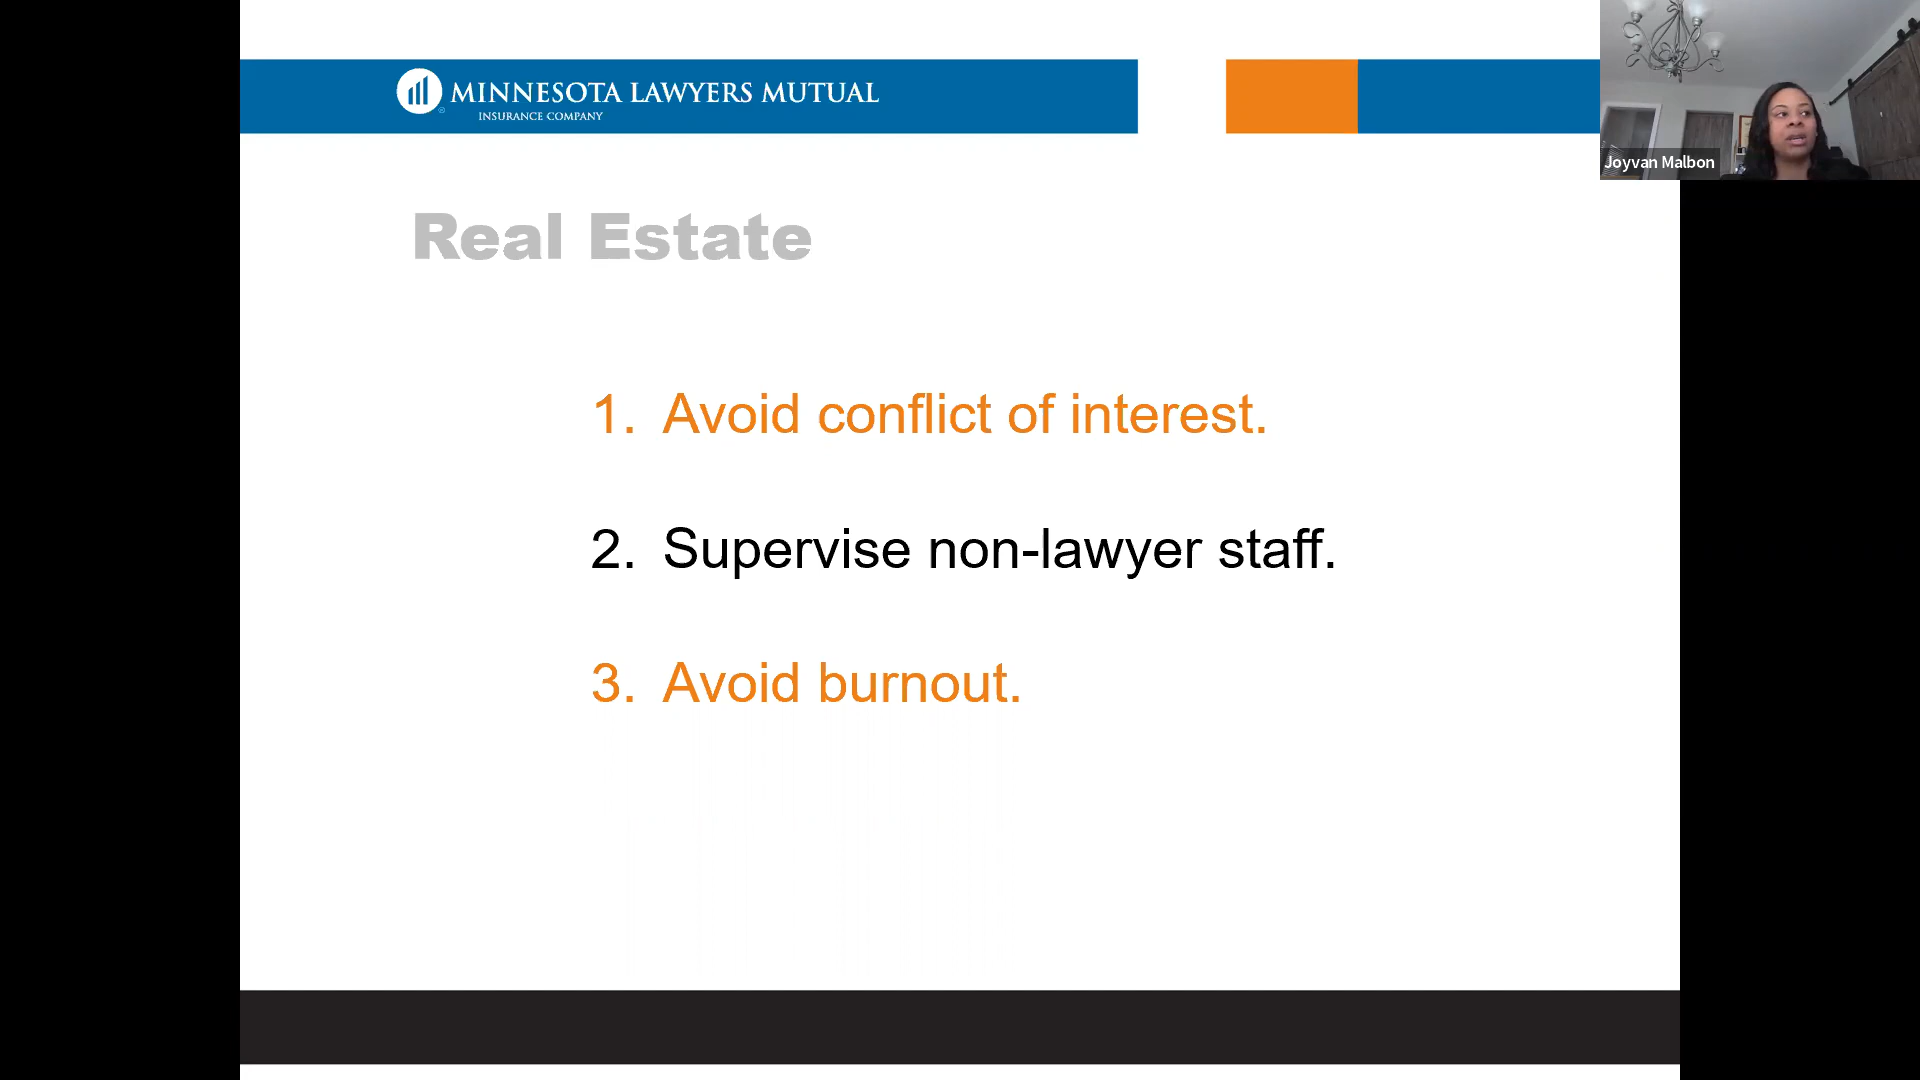 MINNESOTA LAWYERS MUTUAL
INSURANCE COMPANY
Joyvan Malbon
Real Estate
1. Avoid conflict of interest.
2. Supervise non-lawyer staff.
3. Avoid burnout.